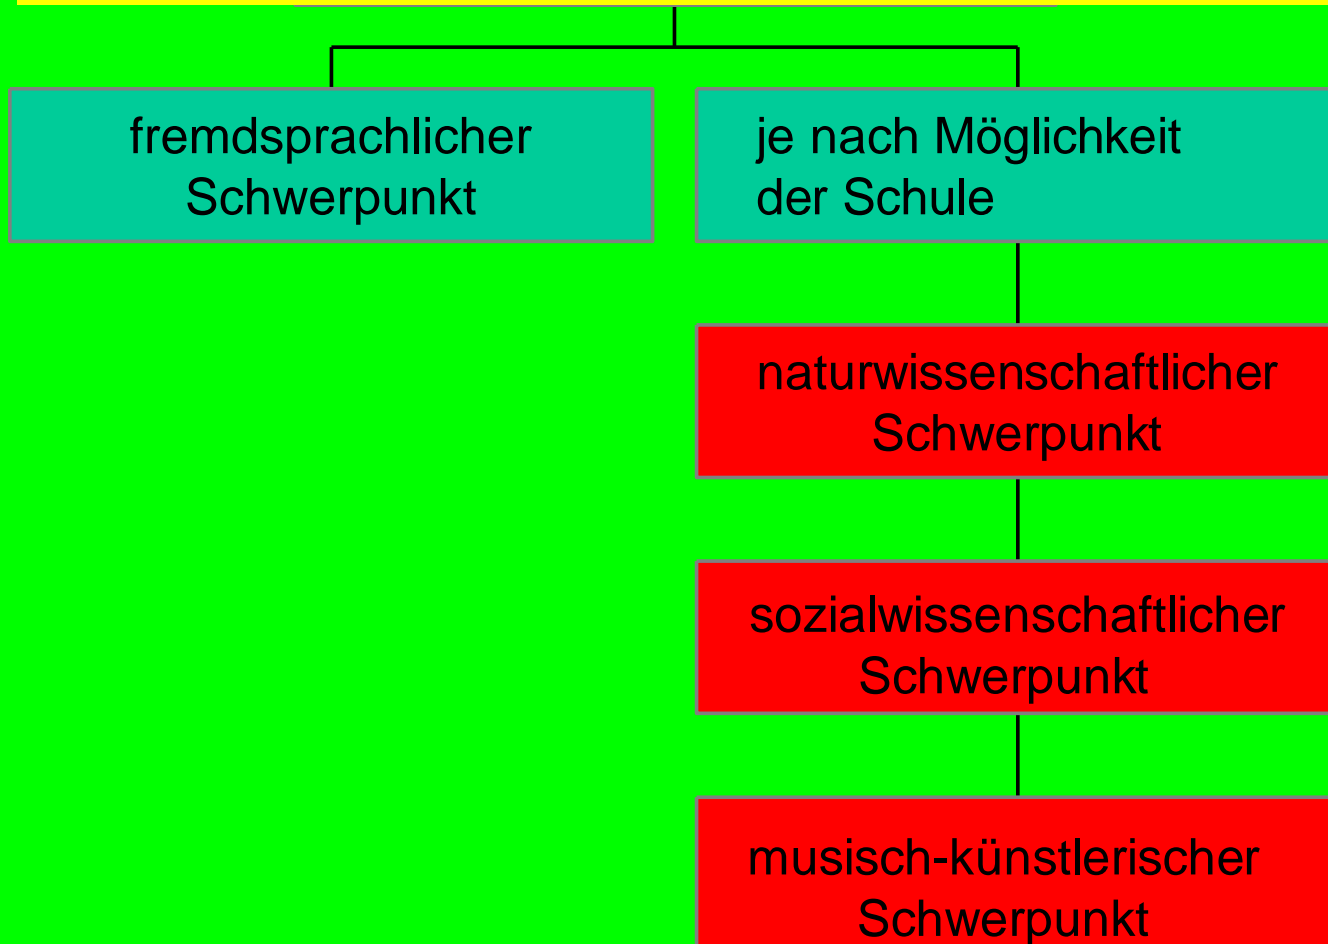 fremdsprachlicher
Schwerpunkt
je nach Möglichkeit
der Schule
naturwissenschaftlicher
Schwerpunkt
sozialwissenschaftlicher
Schwerpunkt
musisch-künstlerischer
Schwerpunkt